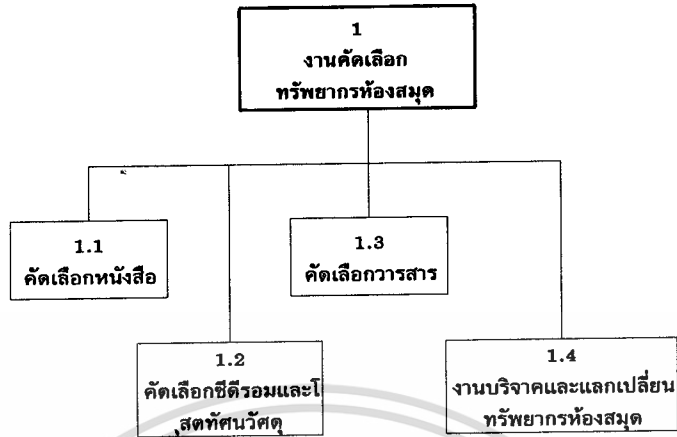 1
งานคัดเลือก
ทรัพยากรห้องสมุด
1.1
คัดเลือกหนังสือ
1.3
คัดเลือกวารสาร
1.2
คัดเลือกซีดีรอมและโ
สุตทัศนวัศดุ
1.4
งานบริจาคและแลกเปลี่ยน
ทรัพยากรห้องสมุด